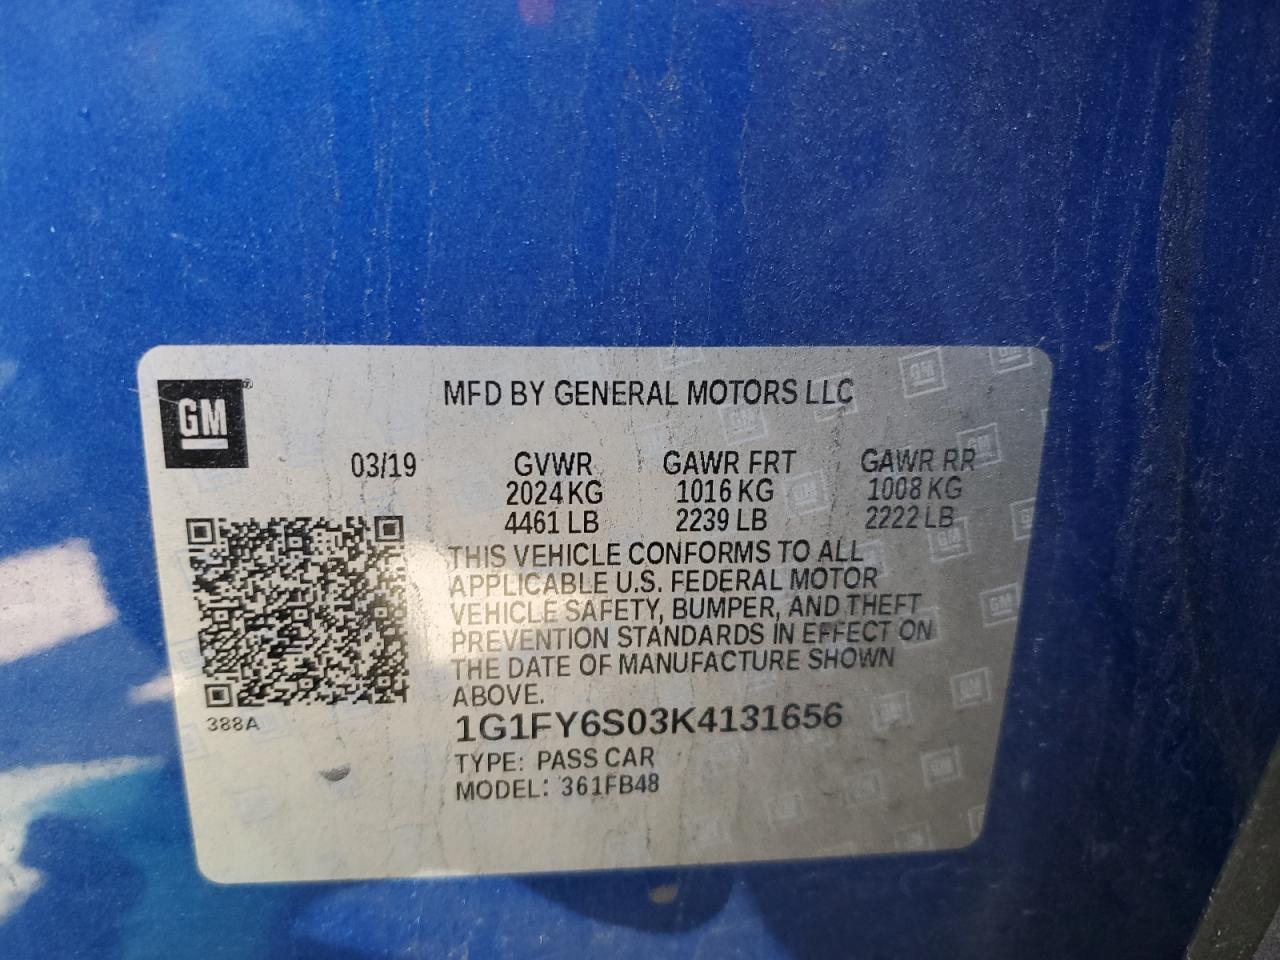 GM
MFD BY GENERAL MOTORS LLC
03/19 GVWR GAWR FRT GAWR RR
2024 KG 1016 KG 1008 KG
4461 LB 2239 LB 2222 LB
THIS VEHICLE CONFORMS TO ALL
APPLICABLE U.S. FEDERAL MOTOR
VEHICLE SAFETY, BUMPER, AND THEFT
PREVENTION STANDARDS IN EFFECT ON
THE DATE OF MANUFACTURE SHOWN
ABOVE.
388A
1G1FY6S03K4131656
TYPE: PASS CAR
MODEL: 361FB48